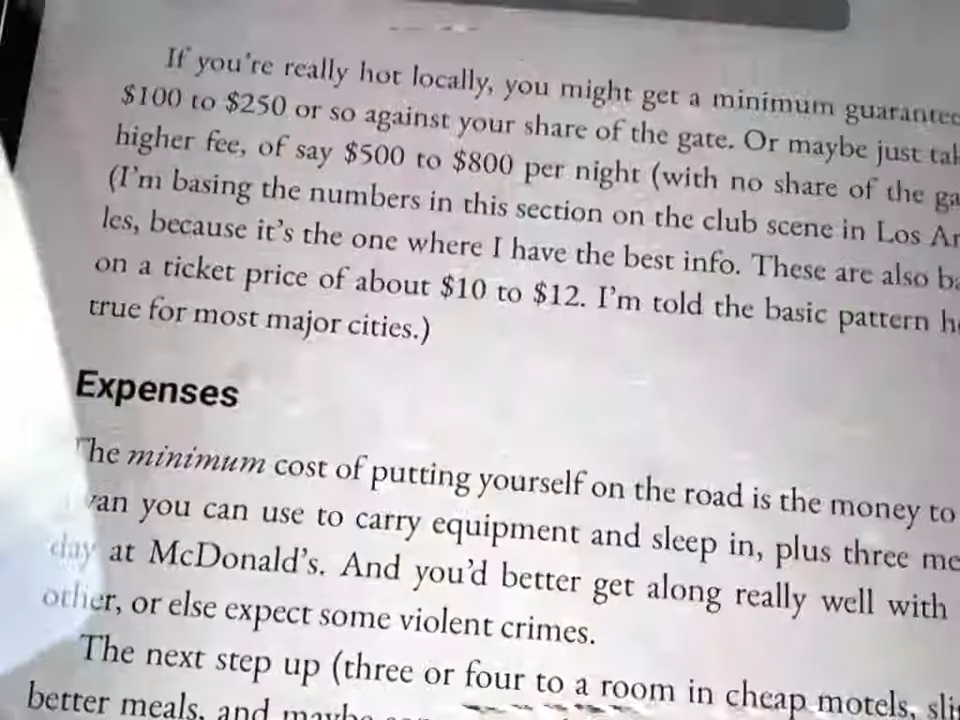 If you're really hot locally, you might get a minimum guarantee
$100 to $250 or so against your share of the gate. Or maybe just
higher fee, of say $500 to $800 per night (with no share of the
(I'm basing the numbers in this section on the club scene in Los
les, because it's the one where I have the best info. These are also
on a ticket price of about $10 to $12. I'm told the basic pattern
true for most major cities.)
Expenses
The minimum cost of putting yourself on the road is the money to
van you can use to carry equipment and sleep in, plus three
day at McDonald's. And you'd better get along really well with
other, or else expect some violent crimes.
The next step up (three or four to a room in cheap motels,
better meals, and maybe